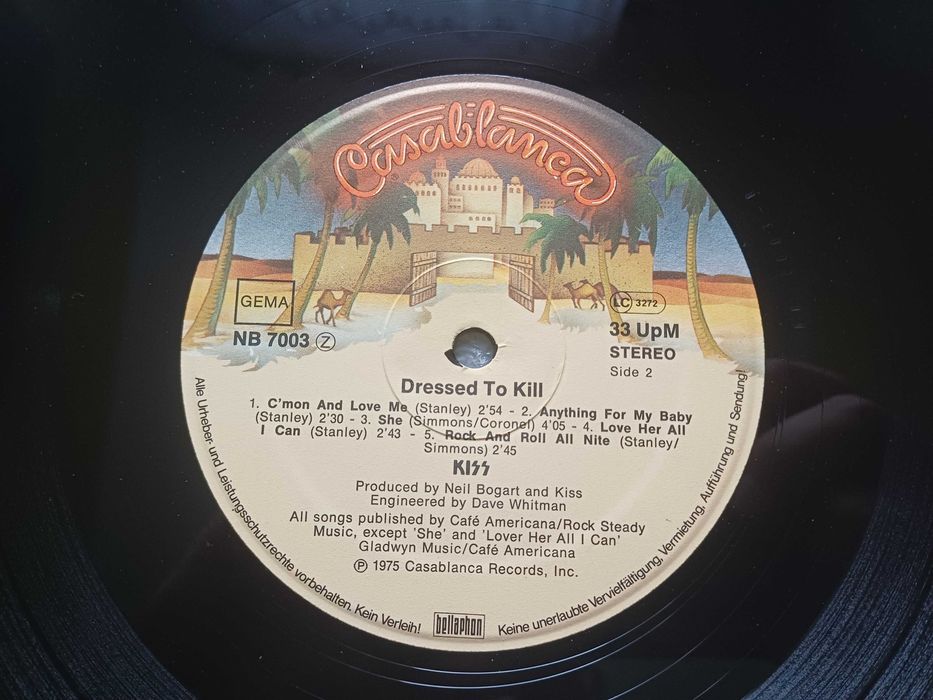 Casablanca
®
GEMA
NB 7003 Ⓩ
LC 3272
33 UpM
STEREO
Side 2
Dressed To Kill
1. C'mon And Love Me (Stanley) 2'54 - 2. Anything For My Baby
(Stanley) 2'30 - 3. She (Simmons/Coronel) 4'05 - 4. Love Her All
I Can (Stanley) 2'43 - 5. Rock And Roll All Nite (Stanley/
Simmons) 2'45
KISS
Produced by Neil Bogart and Kiss
Engineered by Dave Whitman
All songs published by Café Americana/Rock Steady
Music, except 'She' and 'Lover Her All I Can'
Gladwyn Music/Café Americana
℗ 1975 Casablanca Records, Inc.
Alle Urheber- und Leistungsschutzrechte vorbehalten. Kein Verleih!
bellaphon
Keine unerlaubte Vervielfältigung, Vermietung, Aufführung und Sendung!